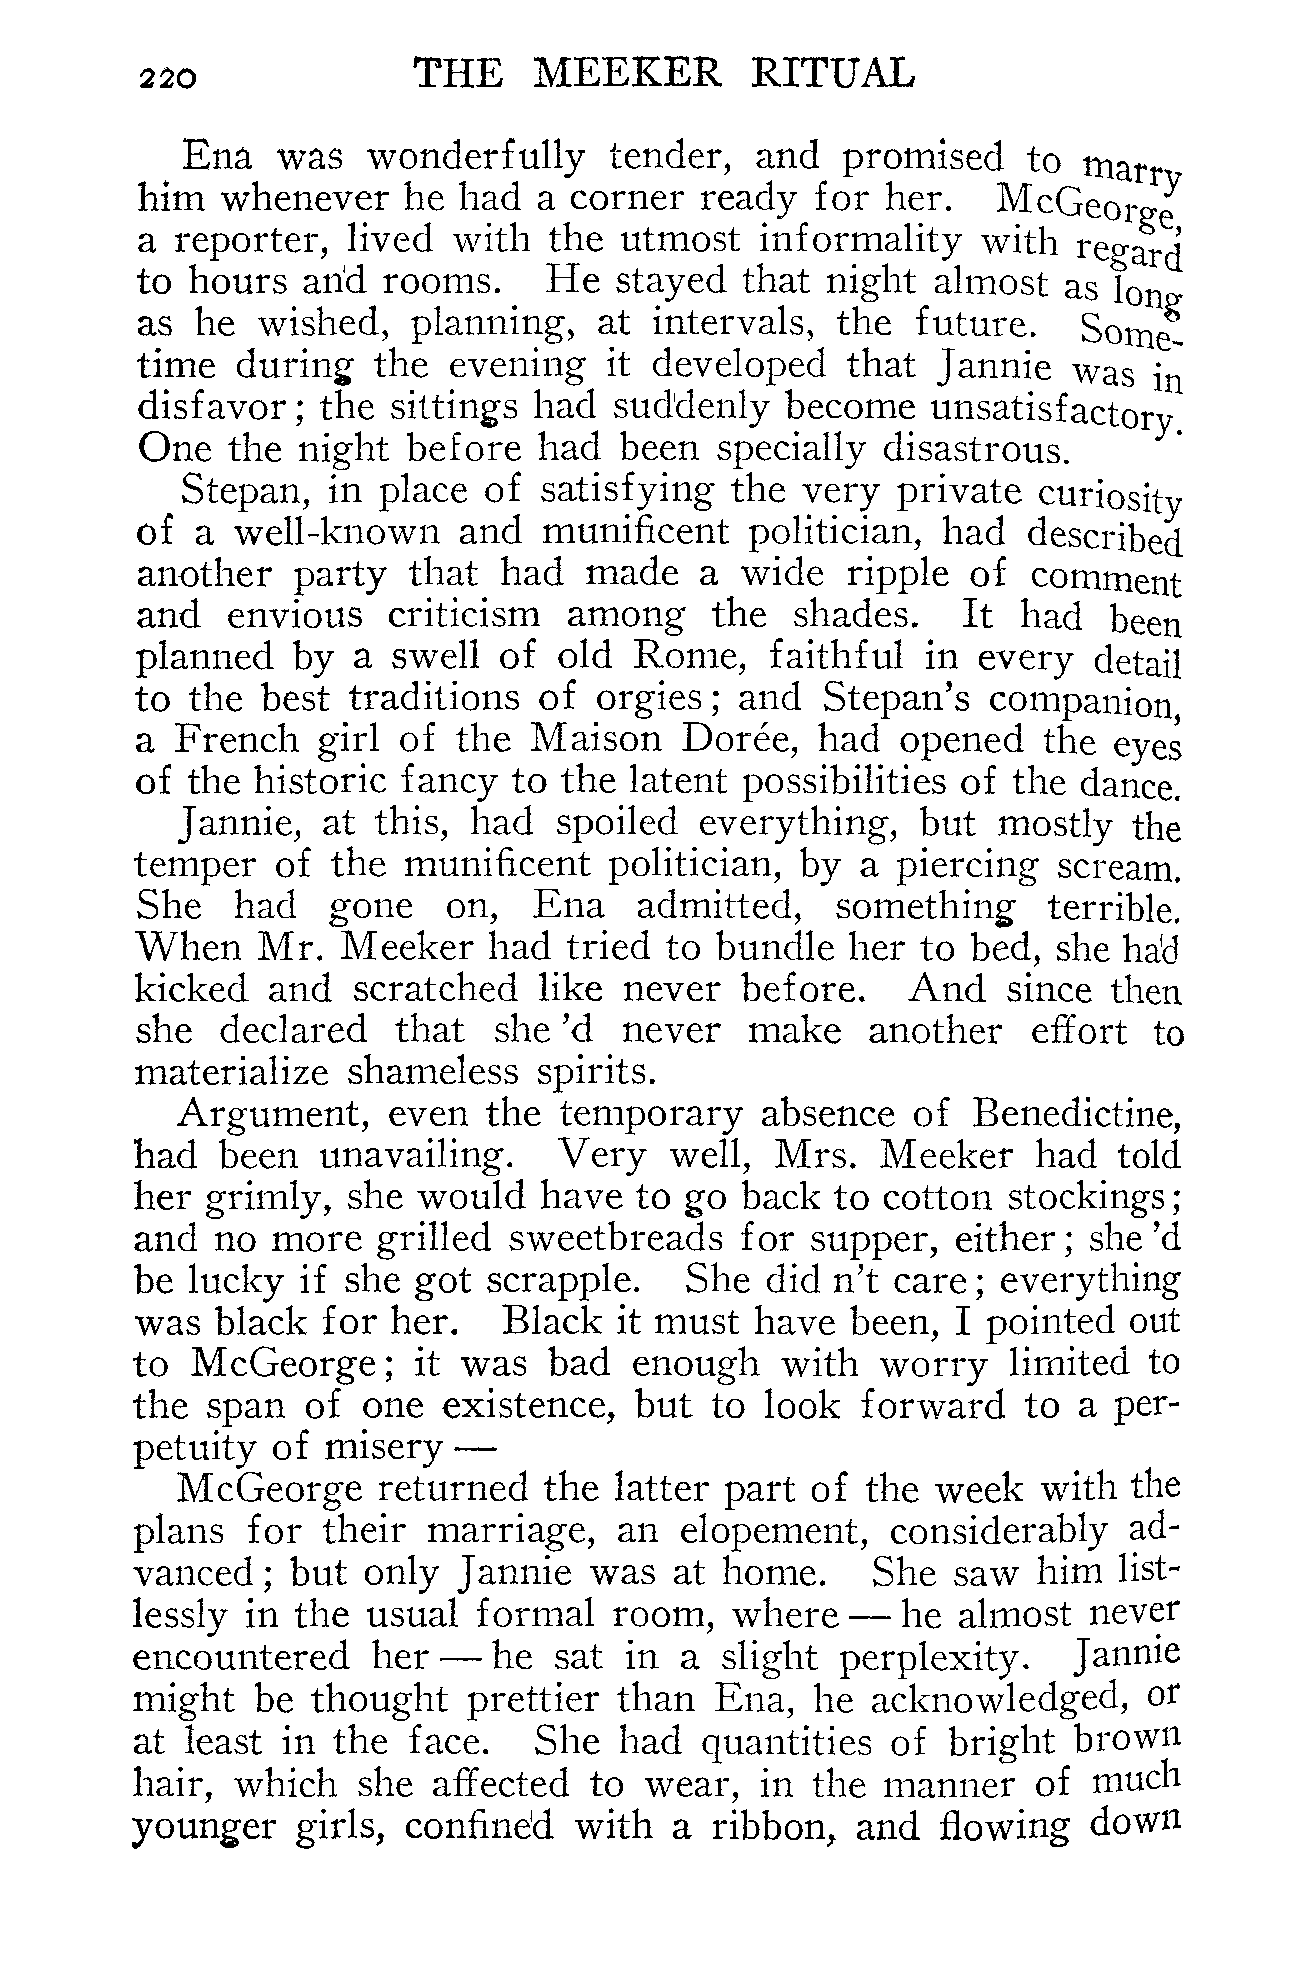 220 THE MEEKER RITUAL
Ena was wonderfully tender, and promised to marry
him whenever he had a corner ready for her. McGeorge,
a reporter, lived with the utmost informality with regard
to hours and rooms. He stayed that night almost as long
as he wished, planning, at intervals, the future. Some-
time during the evening it developed that Jannie was in
disfavor; the sittings had suddenly become unsatisfactory.
One the night before had been specially disastrous.
Stepan, in place of satisfying the very private curiosity
of a well-known and munificent politician, had described
another party that had made a wide ripple of comment
and envious criticism among the shades. It had been
planned by a swell of old Rome, faithful in every detail
to the best traditions of orgies; and Stepan's companion,
a French girl of the Maison Dorée, had opened the eyes
of the historic fancy to the latent possibilities of the dance.
Jannie, at this, had spoiled everything, but mostly the
temper of the munificent politician, by a piercing scream.
She had gone on, Ena admitted, something terrible.
When Mr. Meeker had tried to bundle her to bed, she had
kicked and scratched like never before. And since then
she declared that she 'd never make another effort to
materialize shameless spirits.
Argument, even the temporary absence of Benedictine,
had been unavailing. Very well, Mrs. Meeker had told
her grimly, she would have to go back to cotton stockings;
and no more grilled sweetbreads for supper, either; she 'd
be lucky if she got scrapple. She did n't care; everything
was black for her. Black it must have been, I pointed out
to McGeorge; it was bad enough with worry limited to
the span of one existence, but to look forward to a per-
petuity of misery —
McGeorge returned the latter part of the week with the
plans for their marriage, an elopement, considerably ad-
vanced; but only Jannie was at home. She saw him list-
lessly in the usual formal room, where — he almost never
encountered her — he sat in a slight perplexity. Jannie
might be thought prettier than Ena, he acknowledged, or
at least in the face. She had quantities of bright brown
hair, which she affected to wear, in the manner of much
younger girls, confined with a ribbon, and flowing down